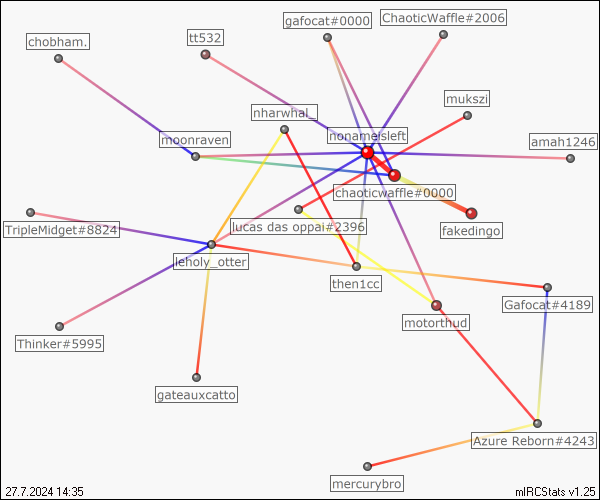 gafocat#0000
ChaoticWaffle#2006
chobham.
tt532
mukszi
nharwhal_
nonameisleft
moonraven
amah1246
chaoticwaffle#0000
TripleMidget#8824
lucas das oppai#2396
fakedingo
leholy_otter
then1cc
Gafocat#4189
motorthud
Thinker#5995
gateauxcatto
Azure Reborn#4243
mercurybro
27.7.2024 14:35
mIRCStats v1.25